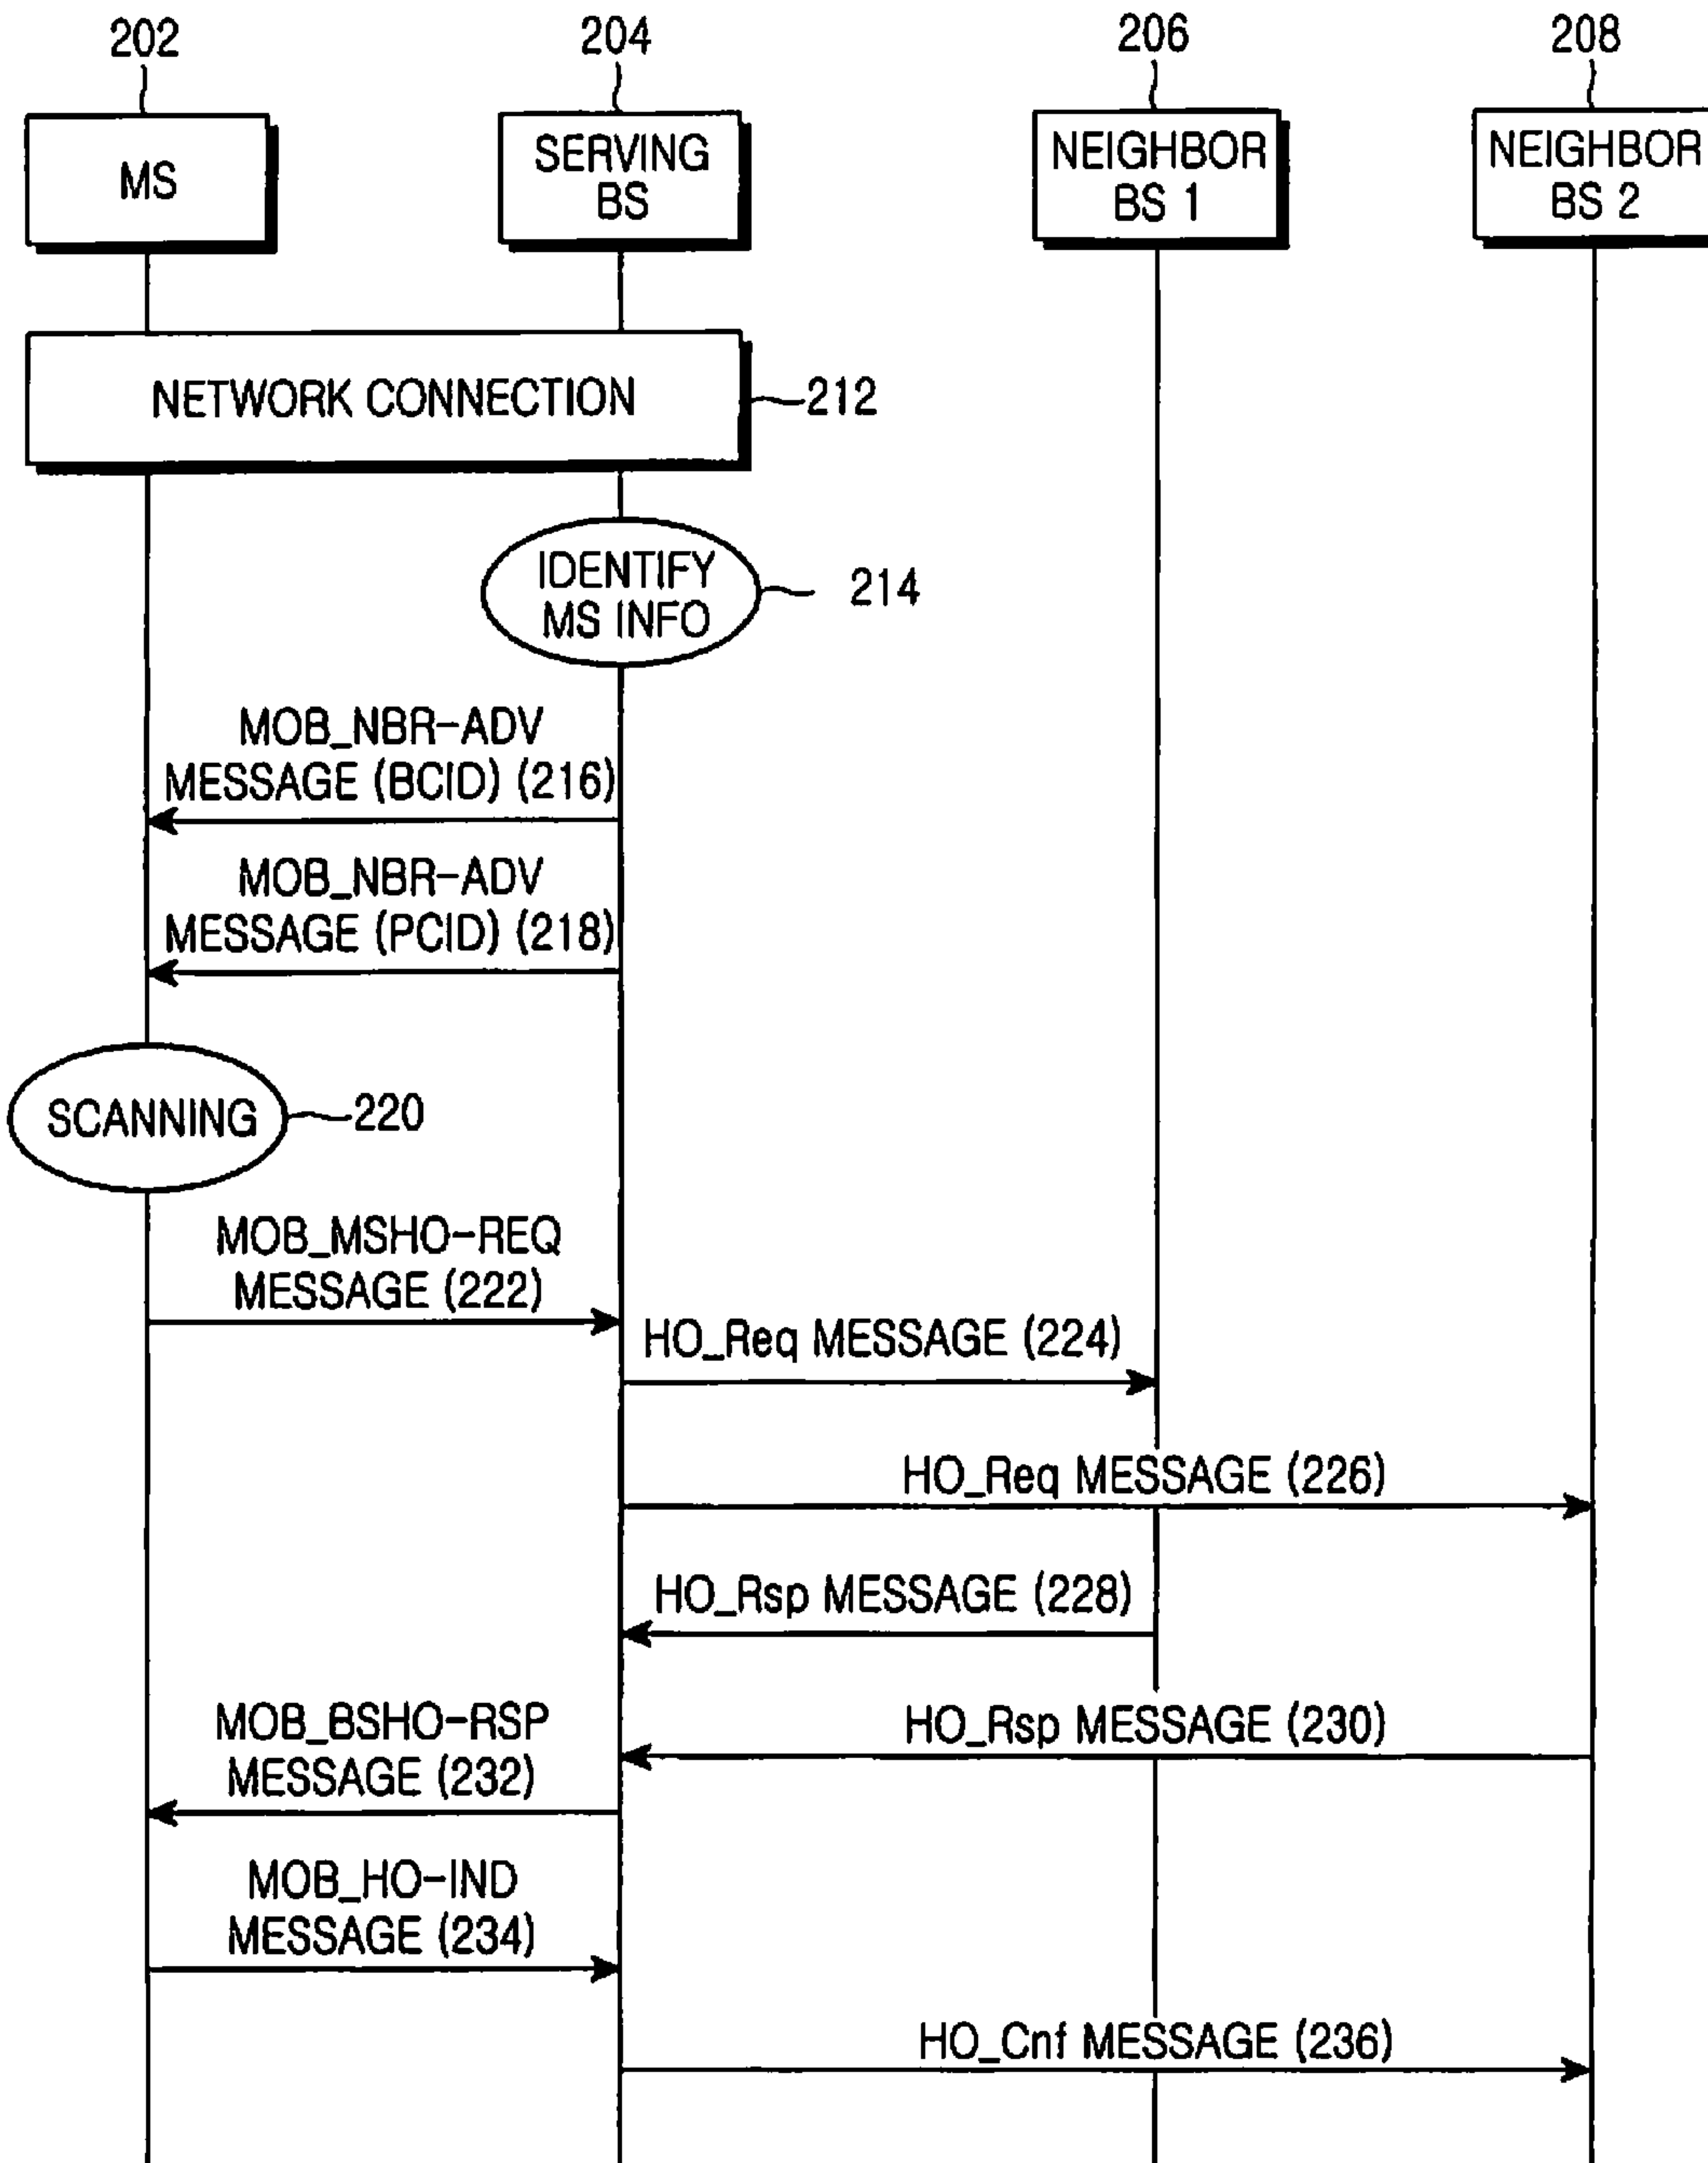 202
204
206
208
MS
SERVING
BS
NEIGHBOR
BS 1
NEIGHBOR
BS 2
NETWORK CONNECTION
212
IDENTIFY
MS INFO
214
MOB_NBR-ADV
MESSAGE (BCID) (216)
MOB_NBR-ADV
MESSAGE (PCID) (218)
SCANNING
220
MOB_MSHO-REQ
MESSAGE (222)
HO_Req MESSAGE (224)
HO_Req MESSAGE (226)
HO_Rsp MESSAGE (228)
HO_Rsp MESSAGE (230)
MOB_BSHO-RSP
MESSAGE (232)
MOB_HO-IND
MESSAGE (234)
HO_Cnf MESSAGE (236)